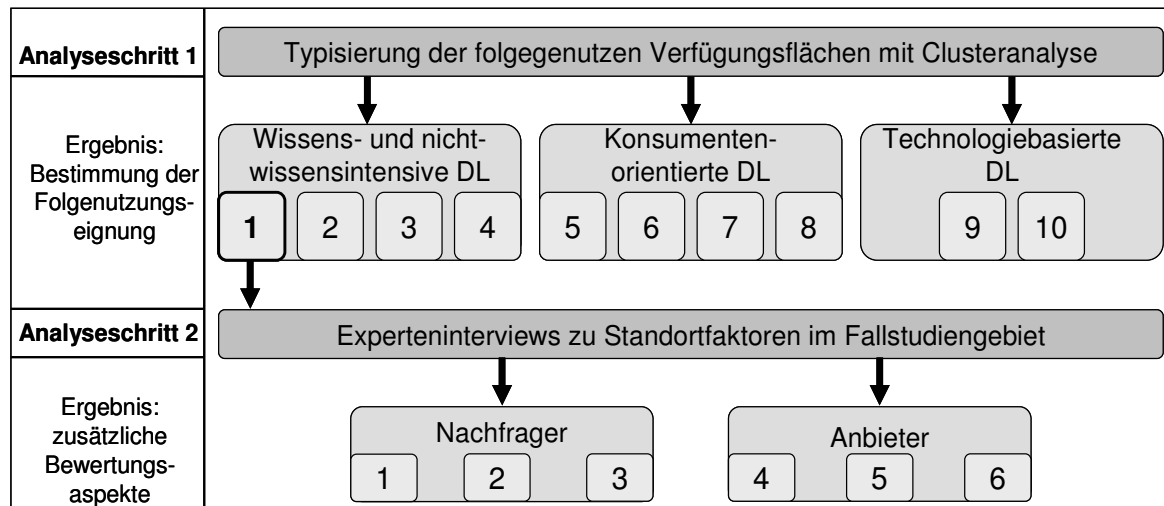 Analyseschritt 1
Typisierung der folgegenutzen Verfügungsflächen mit Clusteranalyse
Ergebnis:
Bestimmung der
Folgenutzungs-
eignung
Wissens- und nicht-
wissensintensive DL
1 2 3 4
Konsumenten-
orientierte DL
5 6 7 8
Technologiebasierte
DL
9 10
Analyseschritt 2
Experteninterviews zu Standortfaktoren im Fallstudiengebiet
Ergebnis:
zusätzliche
Bewertungs-
aspekte
Nachfrager
1 2 3
Anbieter
4 5 6